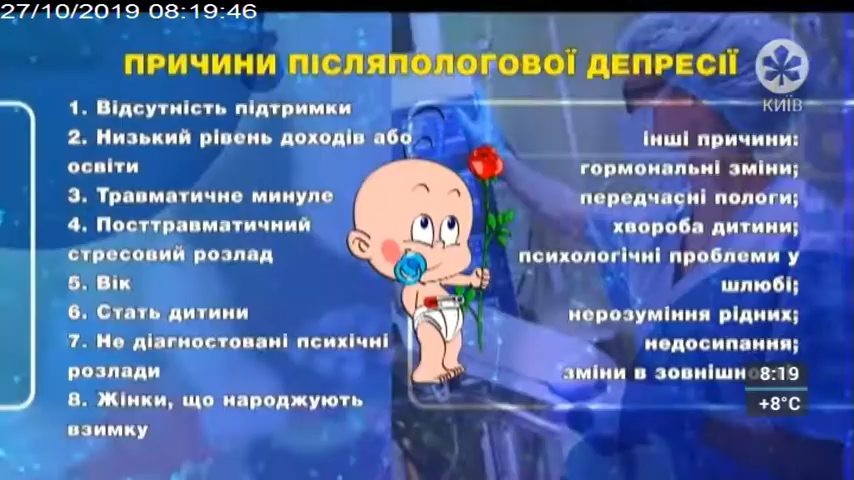 27/10/2019 08:19:46
ПРИЧИНИ ПІСЛЯПОЛОГОВОЇ ДЕПРЕСІЇ
КИЇВ
1. Відсутність підтримки
2. Низький рівень доходів або
освіти
3. Травматичне минуле
4. Посттравматичний
стресовий розлад
5. Вік
6. Стать дитини
7. Не діагностовані психічні
розлади
8. Жінки, що народжують
взимку
інші причини:
гормональні зміни;
передчасні пологи;
хвороба дитини;
психологічні проблеми у
шлюбі;
нерозуміння рідних;
недосипання;
зміни в
8:19
+8°C